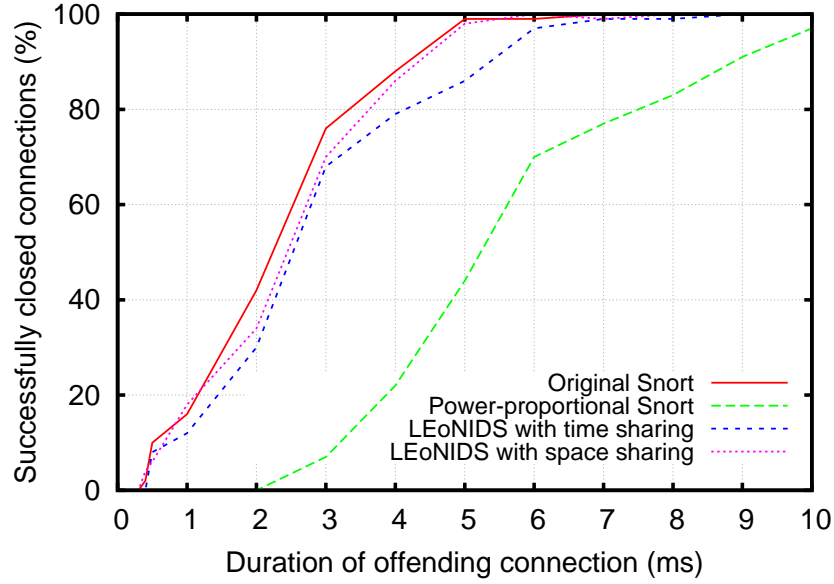 Successfully closed connections (%)
100
80
60
40
20
0
Original Snort
Power-proportional Snort
LEoNIDS with time sharing
LEoNIDS with space sharing
0 1 2 3 4 5 6 7 8 9 10
Duration of offending connection (ms)